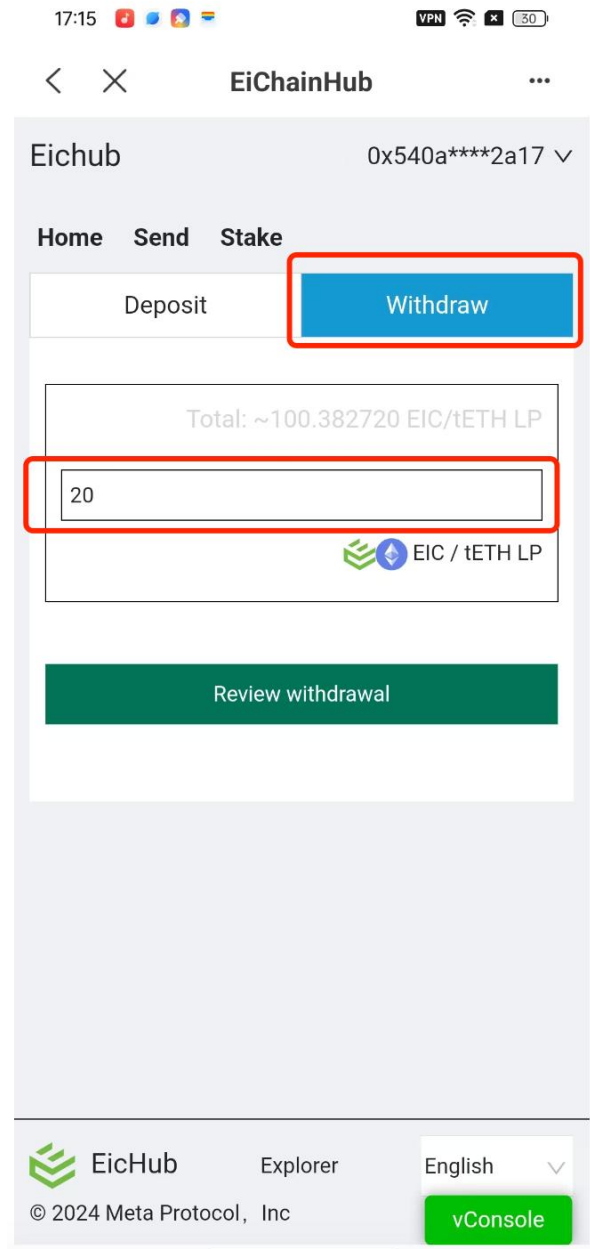 17:15 VPN 30
EiChainHub
Eichub 0x540a****2a17
Home Send Stake
Deposit Withdraw
Total: ~100.382720 EIC/tETH LP
20
EIC / tETH LP
Review withdrawal
EicHub Explorer English
© 2024 Meta Protocol, Inc vConsole